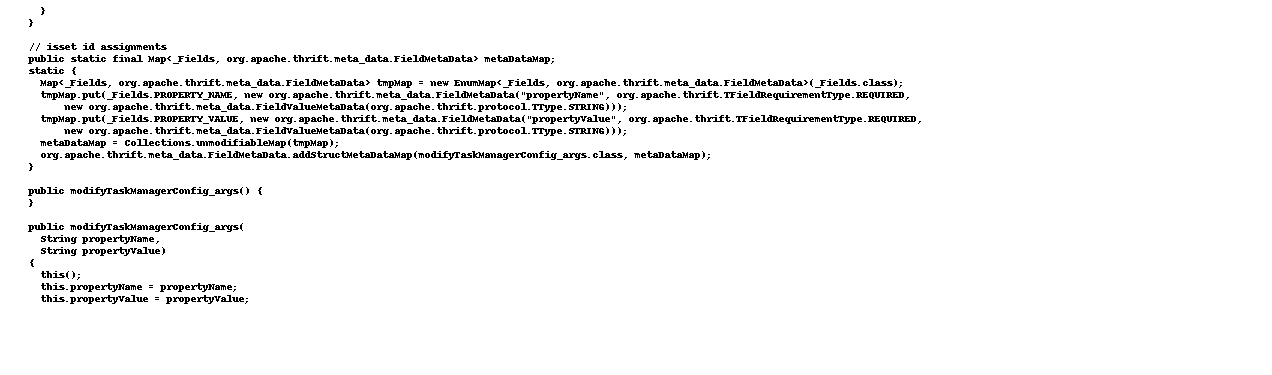 }
}
// isset id assignments
public static final Map<_Fields, org.apache.thrift.meta_data.FieldMetaData> metaDataMap;
static {
Map<_Fields, org.apache.thrift.meta_data.FieldMetaData> tmpMap = new EnumMap<_Fields, org.apache.thrift.meta_data.FieldMetaData>(_Fields.class);
tmpMap.put(_Fields.PROPERTY_NAME, new org.apache.thrift.meta_data.FieldMetaData("propertyName", org.apache.thrift.TFieldRequirementType.REQUIRED,
new org.apache.thrift.meta_data.FieldValueMetaData(org.apache.thrift.protocol.TType.STRING)));
tmpMap.put(_Fields.PROPERTY_VALUE, new org.apache.thrift.meta_data.FieldMetaData("propertyValue", org.apache.thrift.TFieldRequirementType.REQUIRED,
new org.apache.thrift.meta_data.FieldValueMetaData(org.apache.thrift.protocol.TType.STRING)));
metaDataMap = Collections.unmodifiableMap(tmpMap);
org.apache.thrift.meta_data.FieldMetaData.addStructMetaDataMap(modifyTaskManagerConfig_args.class, metaDataMap);
}
public modifyTaskManagerConfig_args() {
}
public modifyTaskManagerConfig_args(
String propertyName,
String propertyValue)
{
this();
this.propertyName = propertyName;
this.propertyValue = propertyValue;